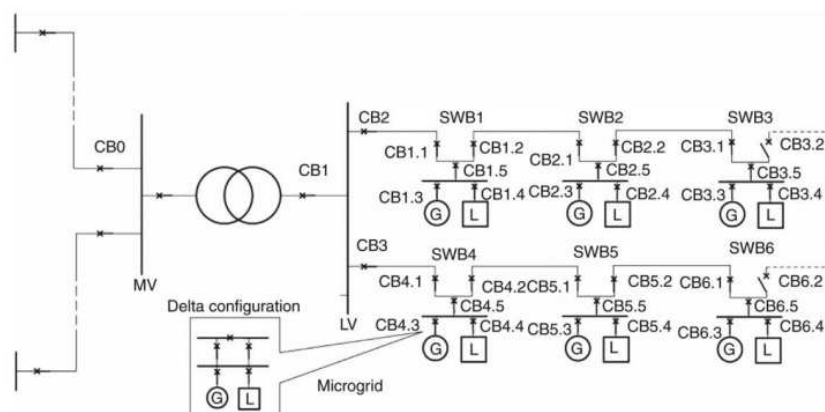 CB0
MV
CB1
LV
CB2
SWB1
SWB2
SWB3
CB1.1
CB1.2
CB2.1
CB2.2
CB3.1
CB3.2
CB1.5
CB2.5
CB3.5
CB1.3
CB1.4
CB2.3
CB2.4
CB3.3
CB3.4
G
L
G
L
G
L
CB3
SWB4
SWB5
SWB6
CB4.1
CB4.2
CB5.1
CB5.2
CB6.1
CB6.2
CB4.5
CB5.5
CB6.5
CB4.3
CB4.4
CB5.3
CB5.4
CB6.3
CB6.4
G
L
G
L
G
L
Delta configuration
G
L
Microgrid